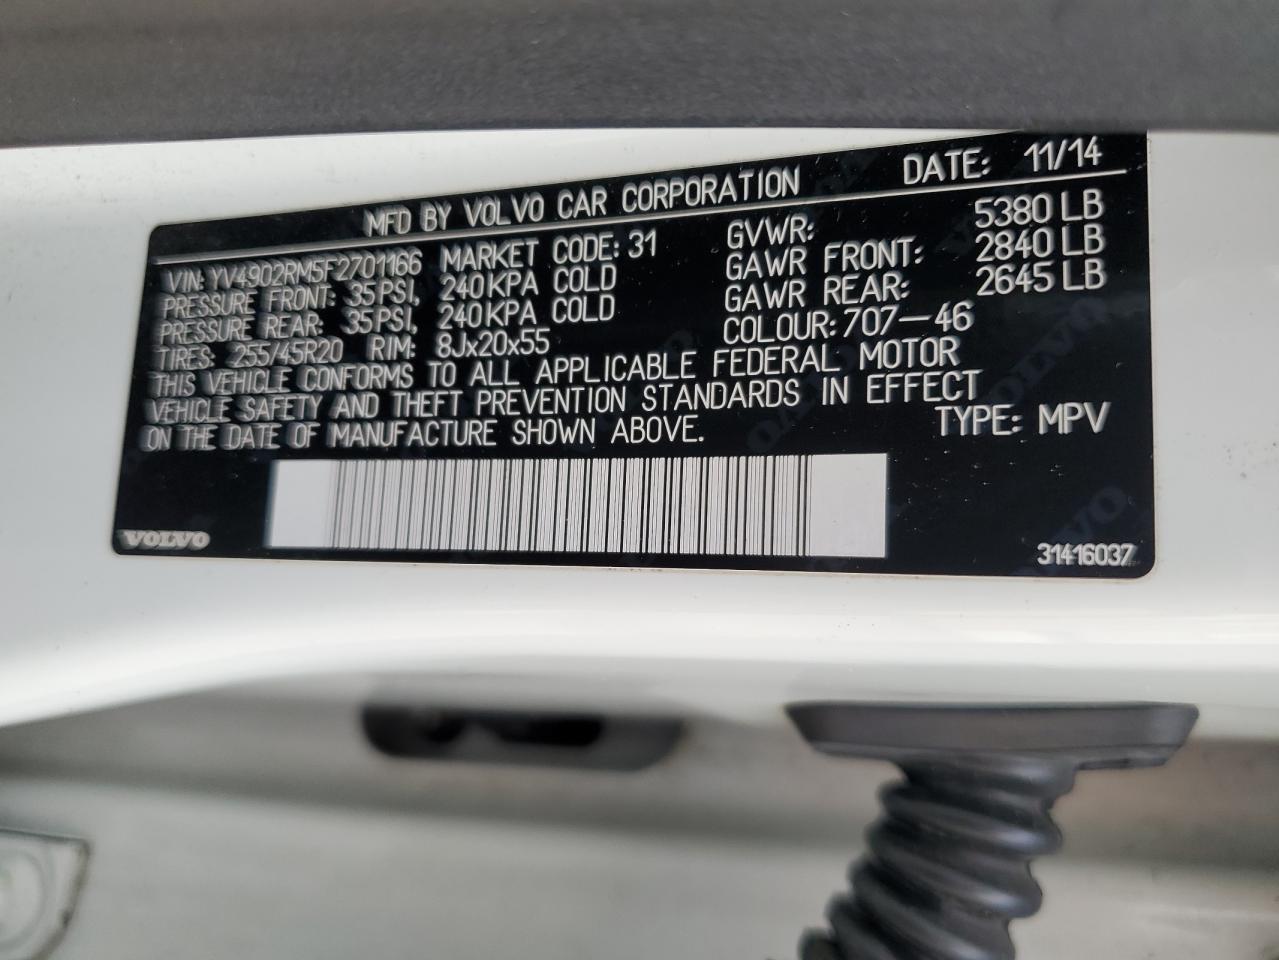 MFD BY VOLVO CAR CORPORATION DATE: 11/14
VIN: YV4902RM5F2701166 MARKET CODE: 31 GVWR: 5380 LB
PRESSURE FRONT: 35 PSI, 240 KPA COLD GAWR FRONT: 2840 LB
PRESSURE REAR: 35 PSI, 240 KPA COLD GAWR REAR: 2645 LB
TIRES: 255/45R20 RIM: 8Jx20x55 COLOUR: 707-46
THIS VEHICLE CONFORMS TO ALL APPLICABLE FEDERAL MOTOR
VEHICLE SAFETY AND THEFT PREVENTION STANDARDS IN EFFECT
ON THE DATE OF MANUFACTURE SHOWN ABOVE. TYPE: MPV
VOLVO 31416037